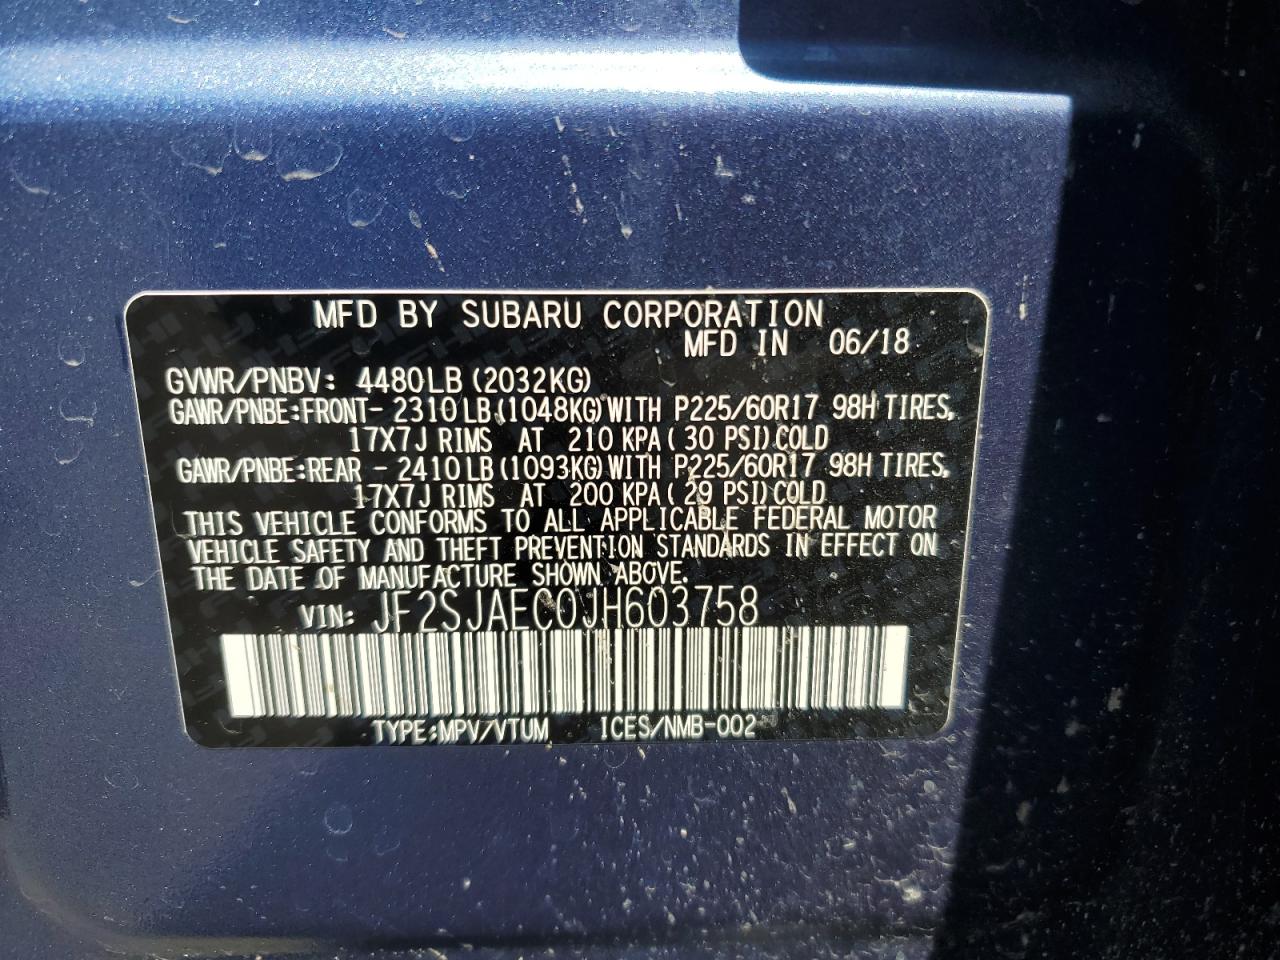 MFD BY SUBARU CORPORATION
MFD IN 06/18
GVWR/PNBV: 4480LB (2032KG)
GAWR/PNBE:FRONT- 2310LB(1048KG)WITH P225/60R17 98H TIRES,
17X7J RIMS AT 210 KPA( 30 PSI)COLD
GAWR/PNBE:REAR - 2410LB(1093KG)WITH P225/60R17 98H TIRES,
17X7J RIMS AT 200 KPA( 29 PSI)COLD
THIS VEHICLE CONFORMS TO ALL APPLICABLE FEDERAL MOTOR
VEHICLE SAFETY AND THEFT PREVENTION STANDARDS IN EFFECT ON
THE DATE OF MANUFACTURE SHOWN ABOVE.
VIN: JF2SJAEC0JH603758
TYPE:MPV/VTUM ICES/NMB-002